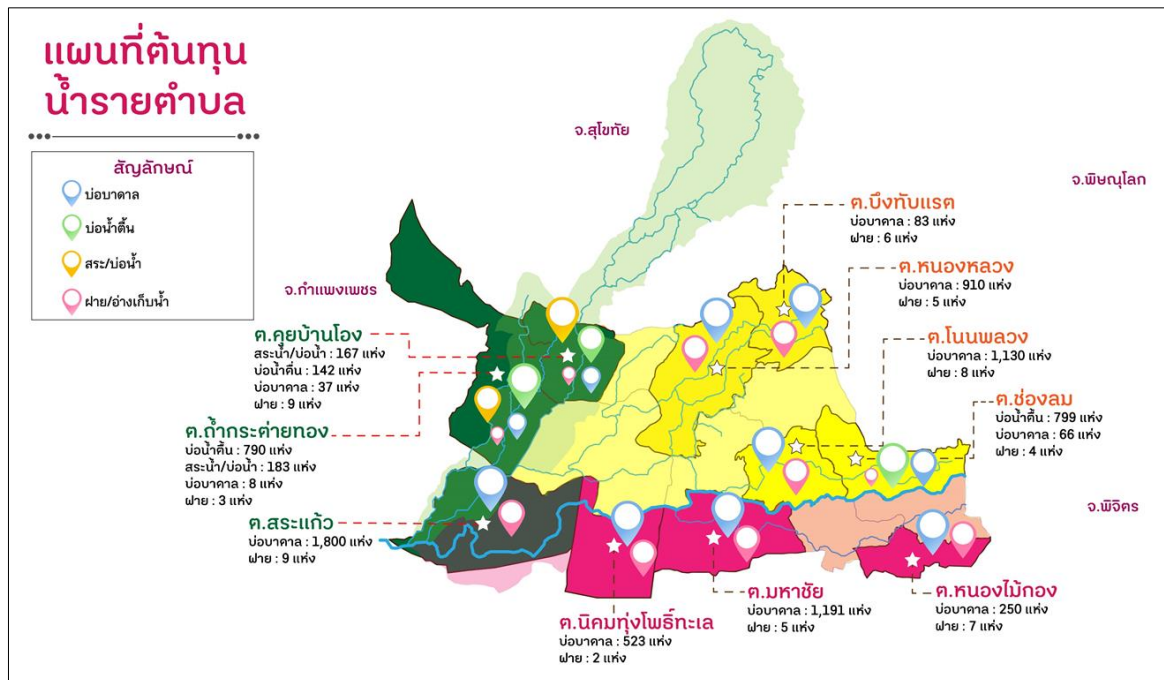 แผนที่ต้นทุน
น้ำรายตำบล
สัญลักษณ์
บ่อบาดาล
บ่อน้ำตื้น
สระ/บ่อน้ำ
ฝาย/อ่างเก็บน้ำ
จ.สุโขทัย
จ.พิษณุโลก
จ.กำแพงเพชร
จ.พิจิตร
ต.บึงทับแรต
บ่อบาดาล : 83 แห่ง
ฝาย : 6 แห่ง
ต.หนองหลวง
บ่อบาดาล : 910 แห่ง
ฝาย : 5 แห่ง
ต.โนนพลวง
บ่อบาดาล : 1,130 แห่ง
ฝาย : 8 แห่ง
ต.ช่องลม
บ่อน้ำตื้น : 799 แห่ง
บ่อบาดาล : 66 แห่ง
ฝาย : 4 แห่ง
ต.คุยบ้านโอง
สระน้ำ/บ่อน้ำ : 167 แห่ง
บ่อน้ำตื้น : 142 แห่ง
บ่อบาดาล : 37 แห่ง
ฝาย : 9 แห่ง
ต.ถ้ำกระต่ายทอง
บ่อน้ำตื้น : 790 แห่ง
สระน้ำ/บ่อน้ำ : 183 แห่ง
บ่อบาดาล : 8 แห่ง
ฝาย : 3 แห่ง
ต.สระแก้ว
บ่อบาดาล : 1,800 แห่ง
ฝาย : 9 แห่ง
ต.นิคมทุ่งโพธิ์ทะเล
บ่อบาดาล : 523 แห่ง
ฝาย : 2 แห่ง
ต.มหาชัย
บ่อบาดาล : 1,191 แห่ง
ฝาย : 5 แห่ง
ต.หนองไม้กอง
บ่อบาดาล : 250 แห่ง
ฝาย : 7 แห่ง